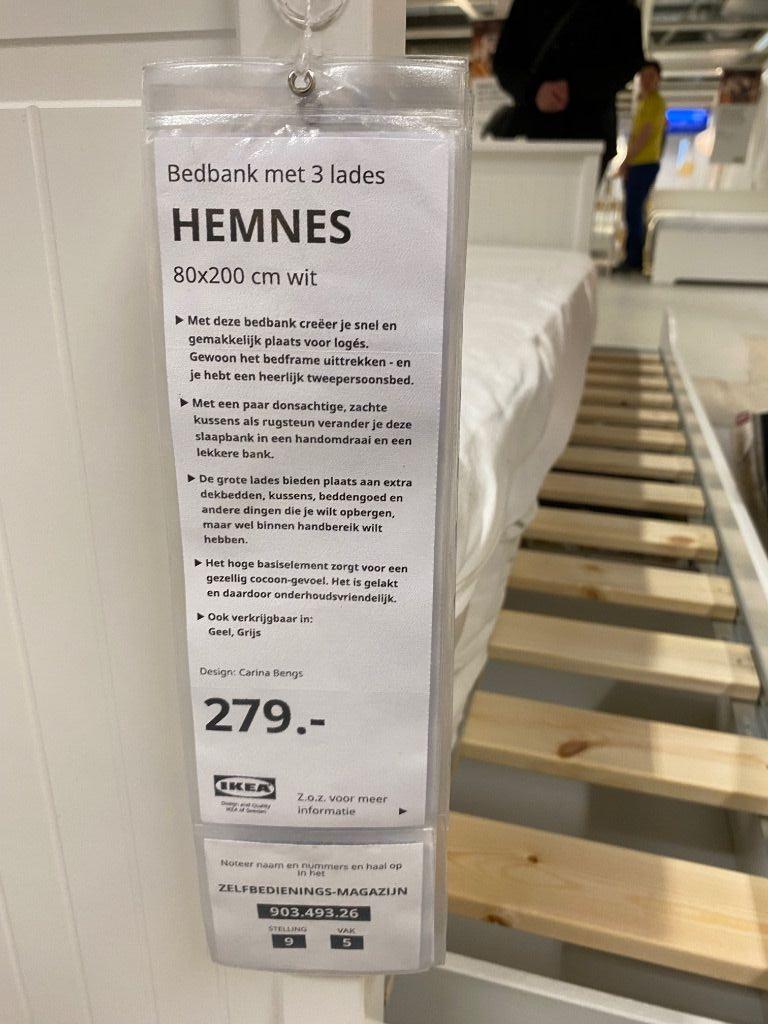 Bedbank met 3 lades
HEMNES
80x200 cm wit
▶ Met deze bedbank creëer je snel en
gemakkelijk plaats voor logés.
Gewoon het bedframe uittrekken - en
je hebt een heerlijk tweepersoonsbed.
▶ Met een paar donsachtige, zachte
kussens als rugsteun verander je deze
slaapbank in een handomdraai en een
lekkere bank.
▶ De grote lades bieden plaats aan extra
dekbedden, kussens, beddengoed en
andere dingen die je wilt opbergen,
maar wel binnen handbereik wilt
hebben.
▶ Het hoge basiselement zorgt voor een
gezellig cocoon-gevoel. Het is gelakt
en daardoor onderhoudsvriendelijk.
▶ Ook verkrijgbaar in:
Geel, Grijs
Design: Carina Bengs
279.-
IKEA
Design and Quality
IKEA of Sweden
Z.o.z. voor meer
informatie ▶
Noteer naam en nummers en haal op
in het
ZELFBEDIENINGS-MAGAZIJN
903.493.26
STELLING VAK
9 5